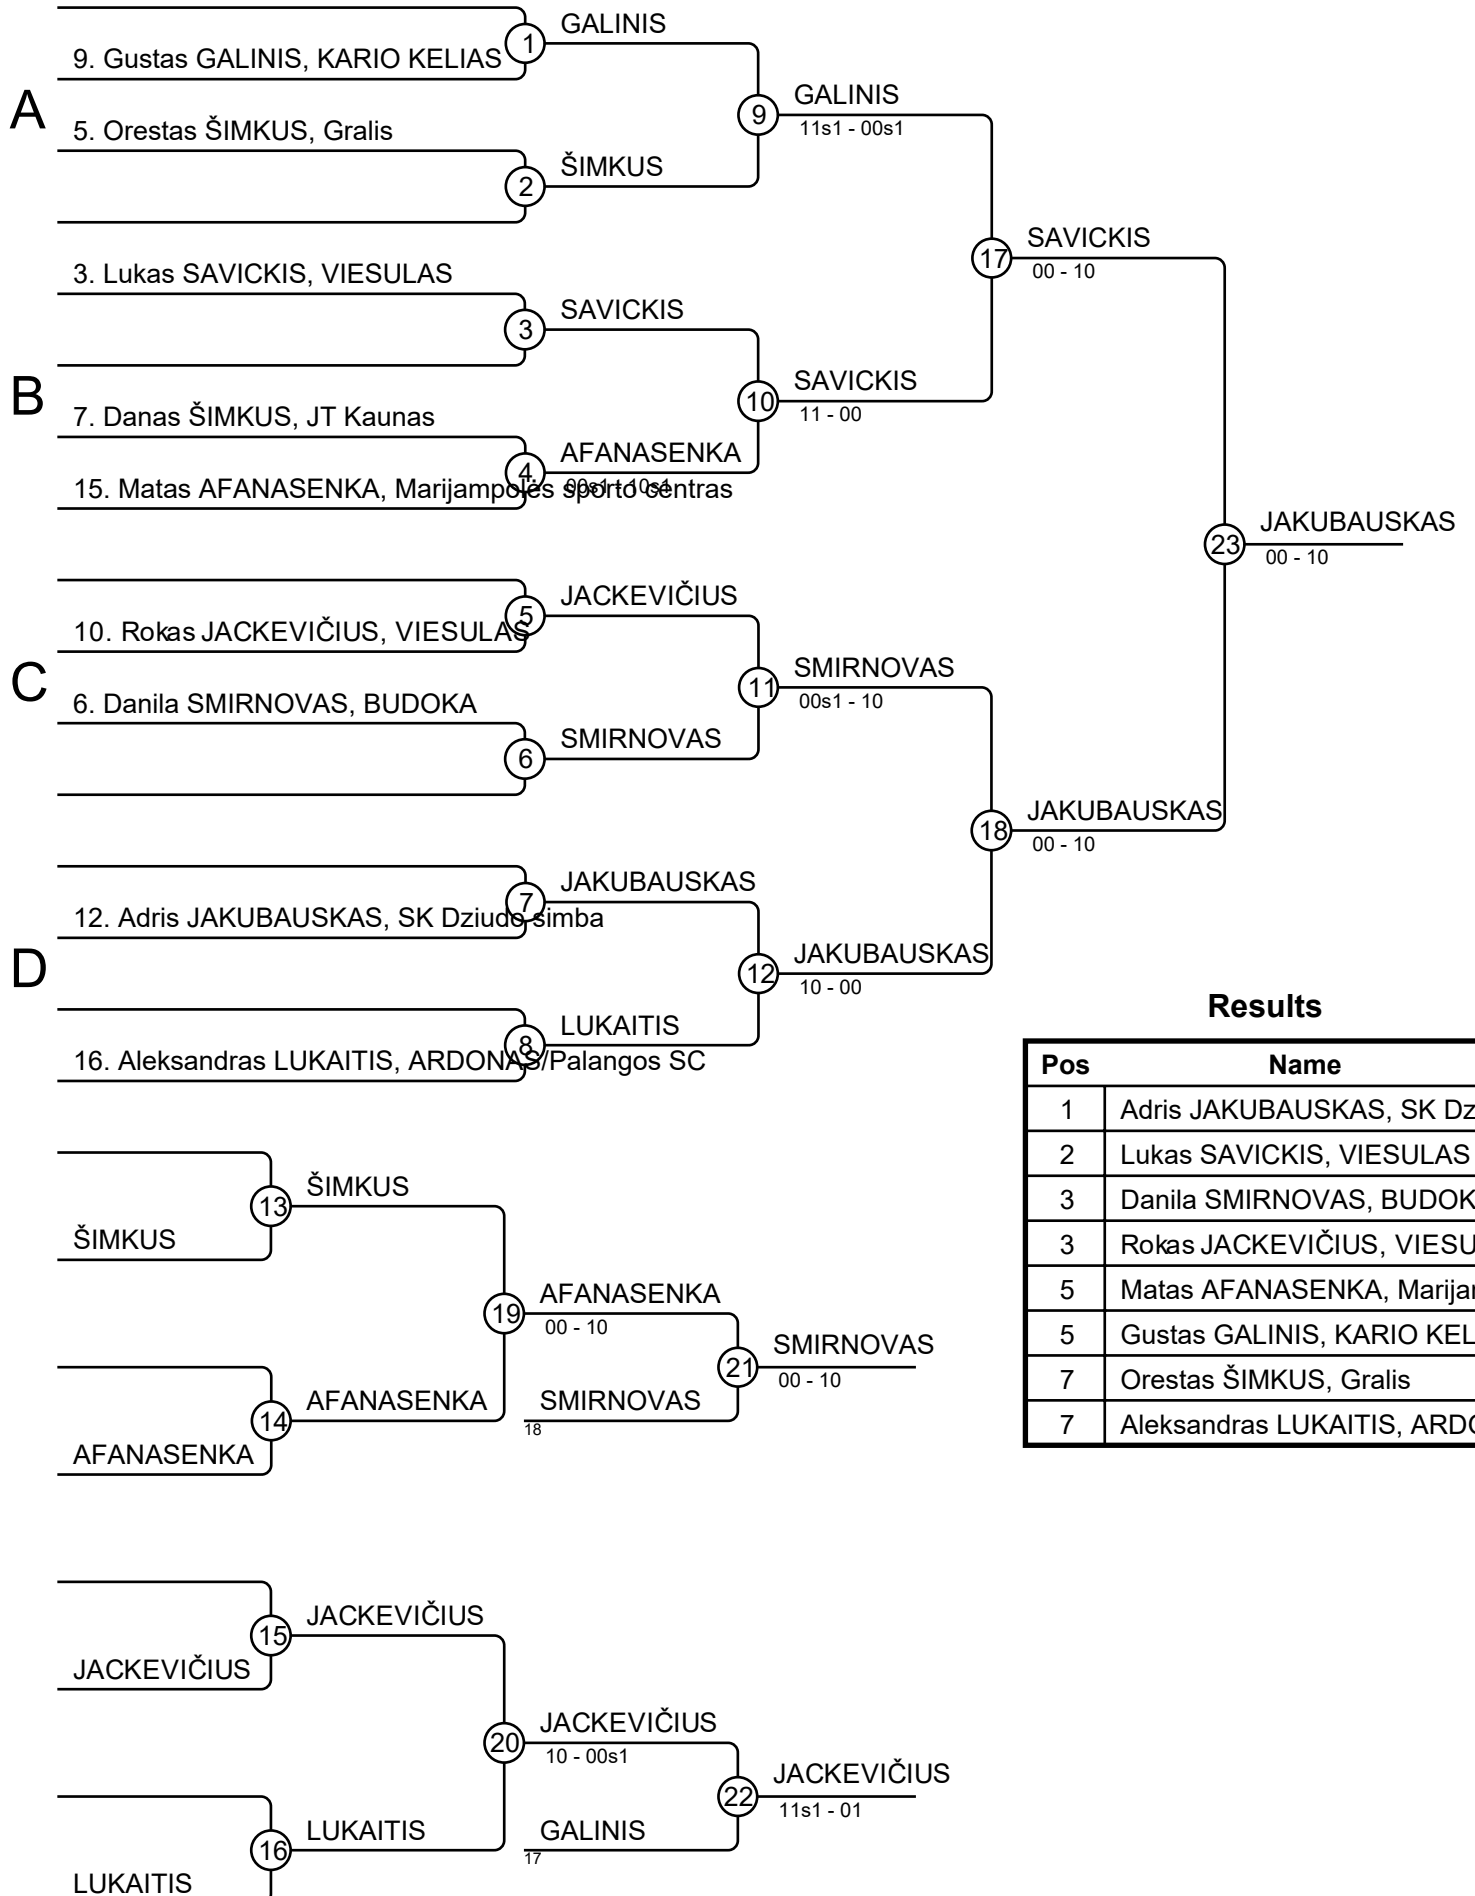 GALINIS
1
9. Gustas GALINIS, KARIO KELIAS
A
GALINIS
9
11s1 - 00s1
5. Orestas ŠIMKUS, Gralis
ŠIMKUS
2
SAVICKIS
17
00 - 10
3. Lukas SAVICKIS, VIESULAS
SAVICKIS
3
B
SAVICKIS
10
11 - 00
7. Danas ŠIMKUS, JT Kaunas
AFANASENKA
4
00s1 - 10s1
15. Matas AFANASENKA, Marijampolės sporto centras
JAKUBAUSKAS
23
00 - 10
JACKEVIČIUS
5
10. Rokas JACKEVIČIUS, VIESULAS
C
SMIRNOVAS
11
00s1 - 10
6. Danila SMIRNOVAS, BUDOKA
SMIRNOVAS
6
JAKUBAUSKAS
18
00 - 10
JAKUBAUSKAS
7
12. Adris JAKUBAUSKAS, SK Dziudo simba
D
JAKUBAUSKAS
12
10 - 00
LUKAITIS
8
16. Aleksandras LUKAITIS, ARDONAS/Palangos SC
Results
Pos Name
1 Adris JAKUBAUSKAS, SK Dz
2 Lukas SAVICKIS, VIESULAS
3 Danila SMIRNOVAS, BUDOK
3 Rokas JACKEVIČIUS, VIESU
5 Matas AFANASENKA, Marijar
5 Gustas GALINIS, KARIO KEL
7 Orestas ŠIMKUS, Gralis
7 Aleksandras LUKAITIS, ARDO
ŠIMKUS
13
ŠIMKUS
AFANASENKA
19
00 - 10
SMIRNOVAS
21
00 - 10
AFANASENKA
14
SMIRNOVAS
18
AFANASENKA
JACKEVIČIUS
15
JACKEVIČIUS
JACKEVIČIUS
20
10 - 00s1
JACKEVIČIUS
22
11s1 - 01
LUKAITIS
16
GALINIS
17
LUKAITIS